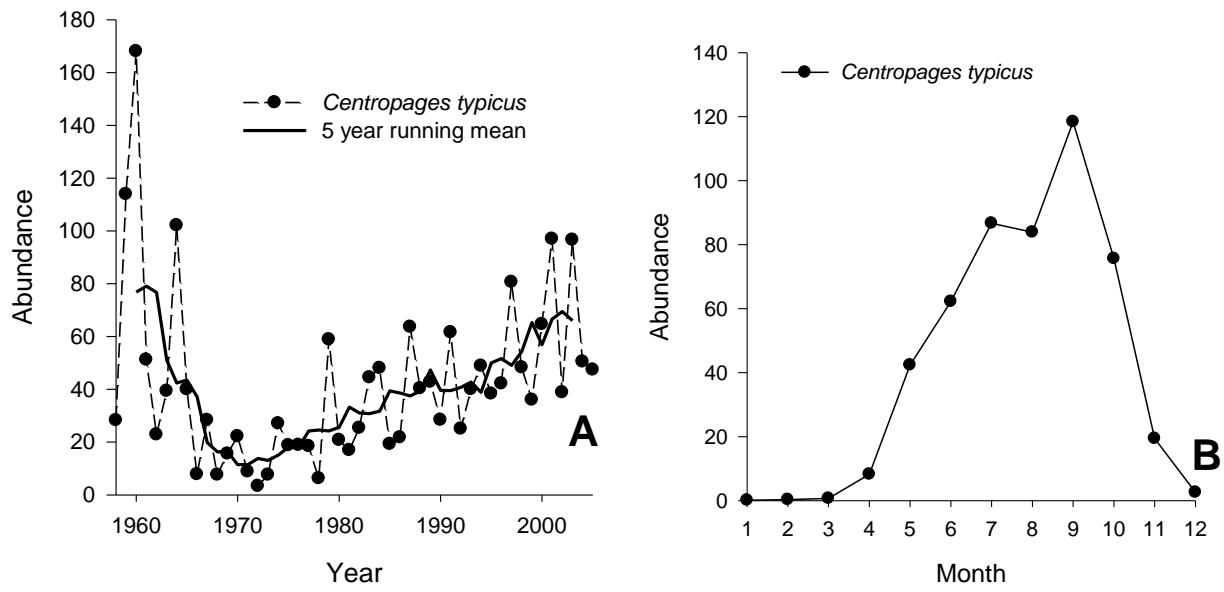 180
160
140
120
100
80
60
40
20
0
Abundance
Centropages typicus
5 year running mean
A
1960 1970 1980 1990 2000
Year
140
120
100
80
60
40
20
0
Abundance
Centropages typicus
B
1 2 3 4 5 6 7 8 9 10 11 12
Month